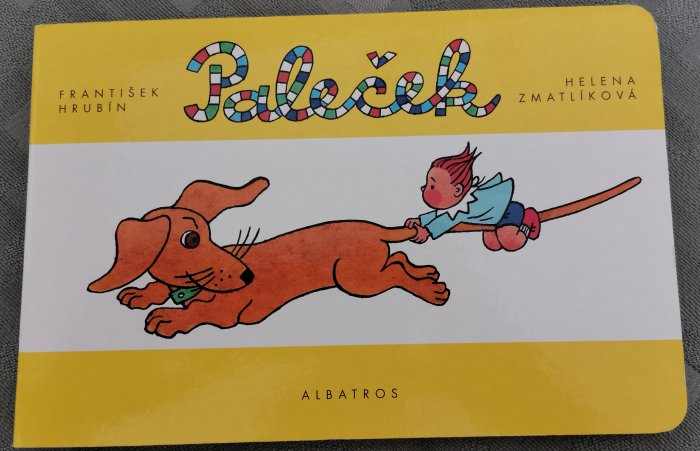 Paleček
FRANTIŠEK
HRUBÍN
HELENA
ZMATLÍKOVÁ
ALBATROS